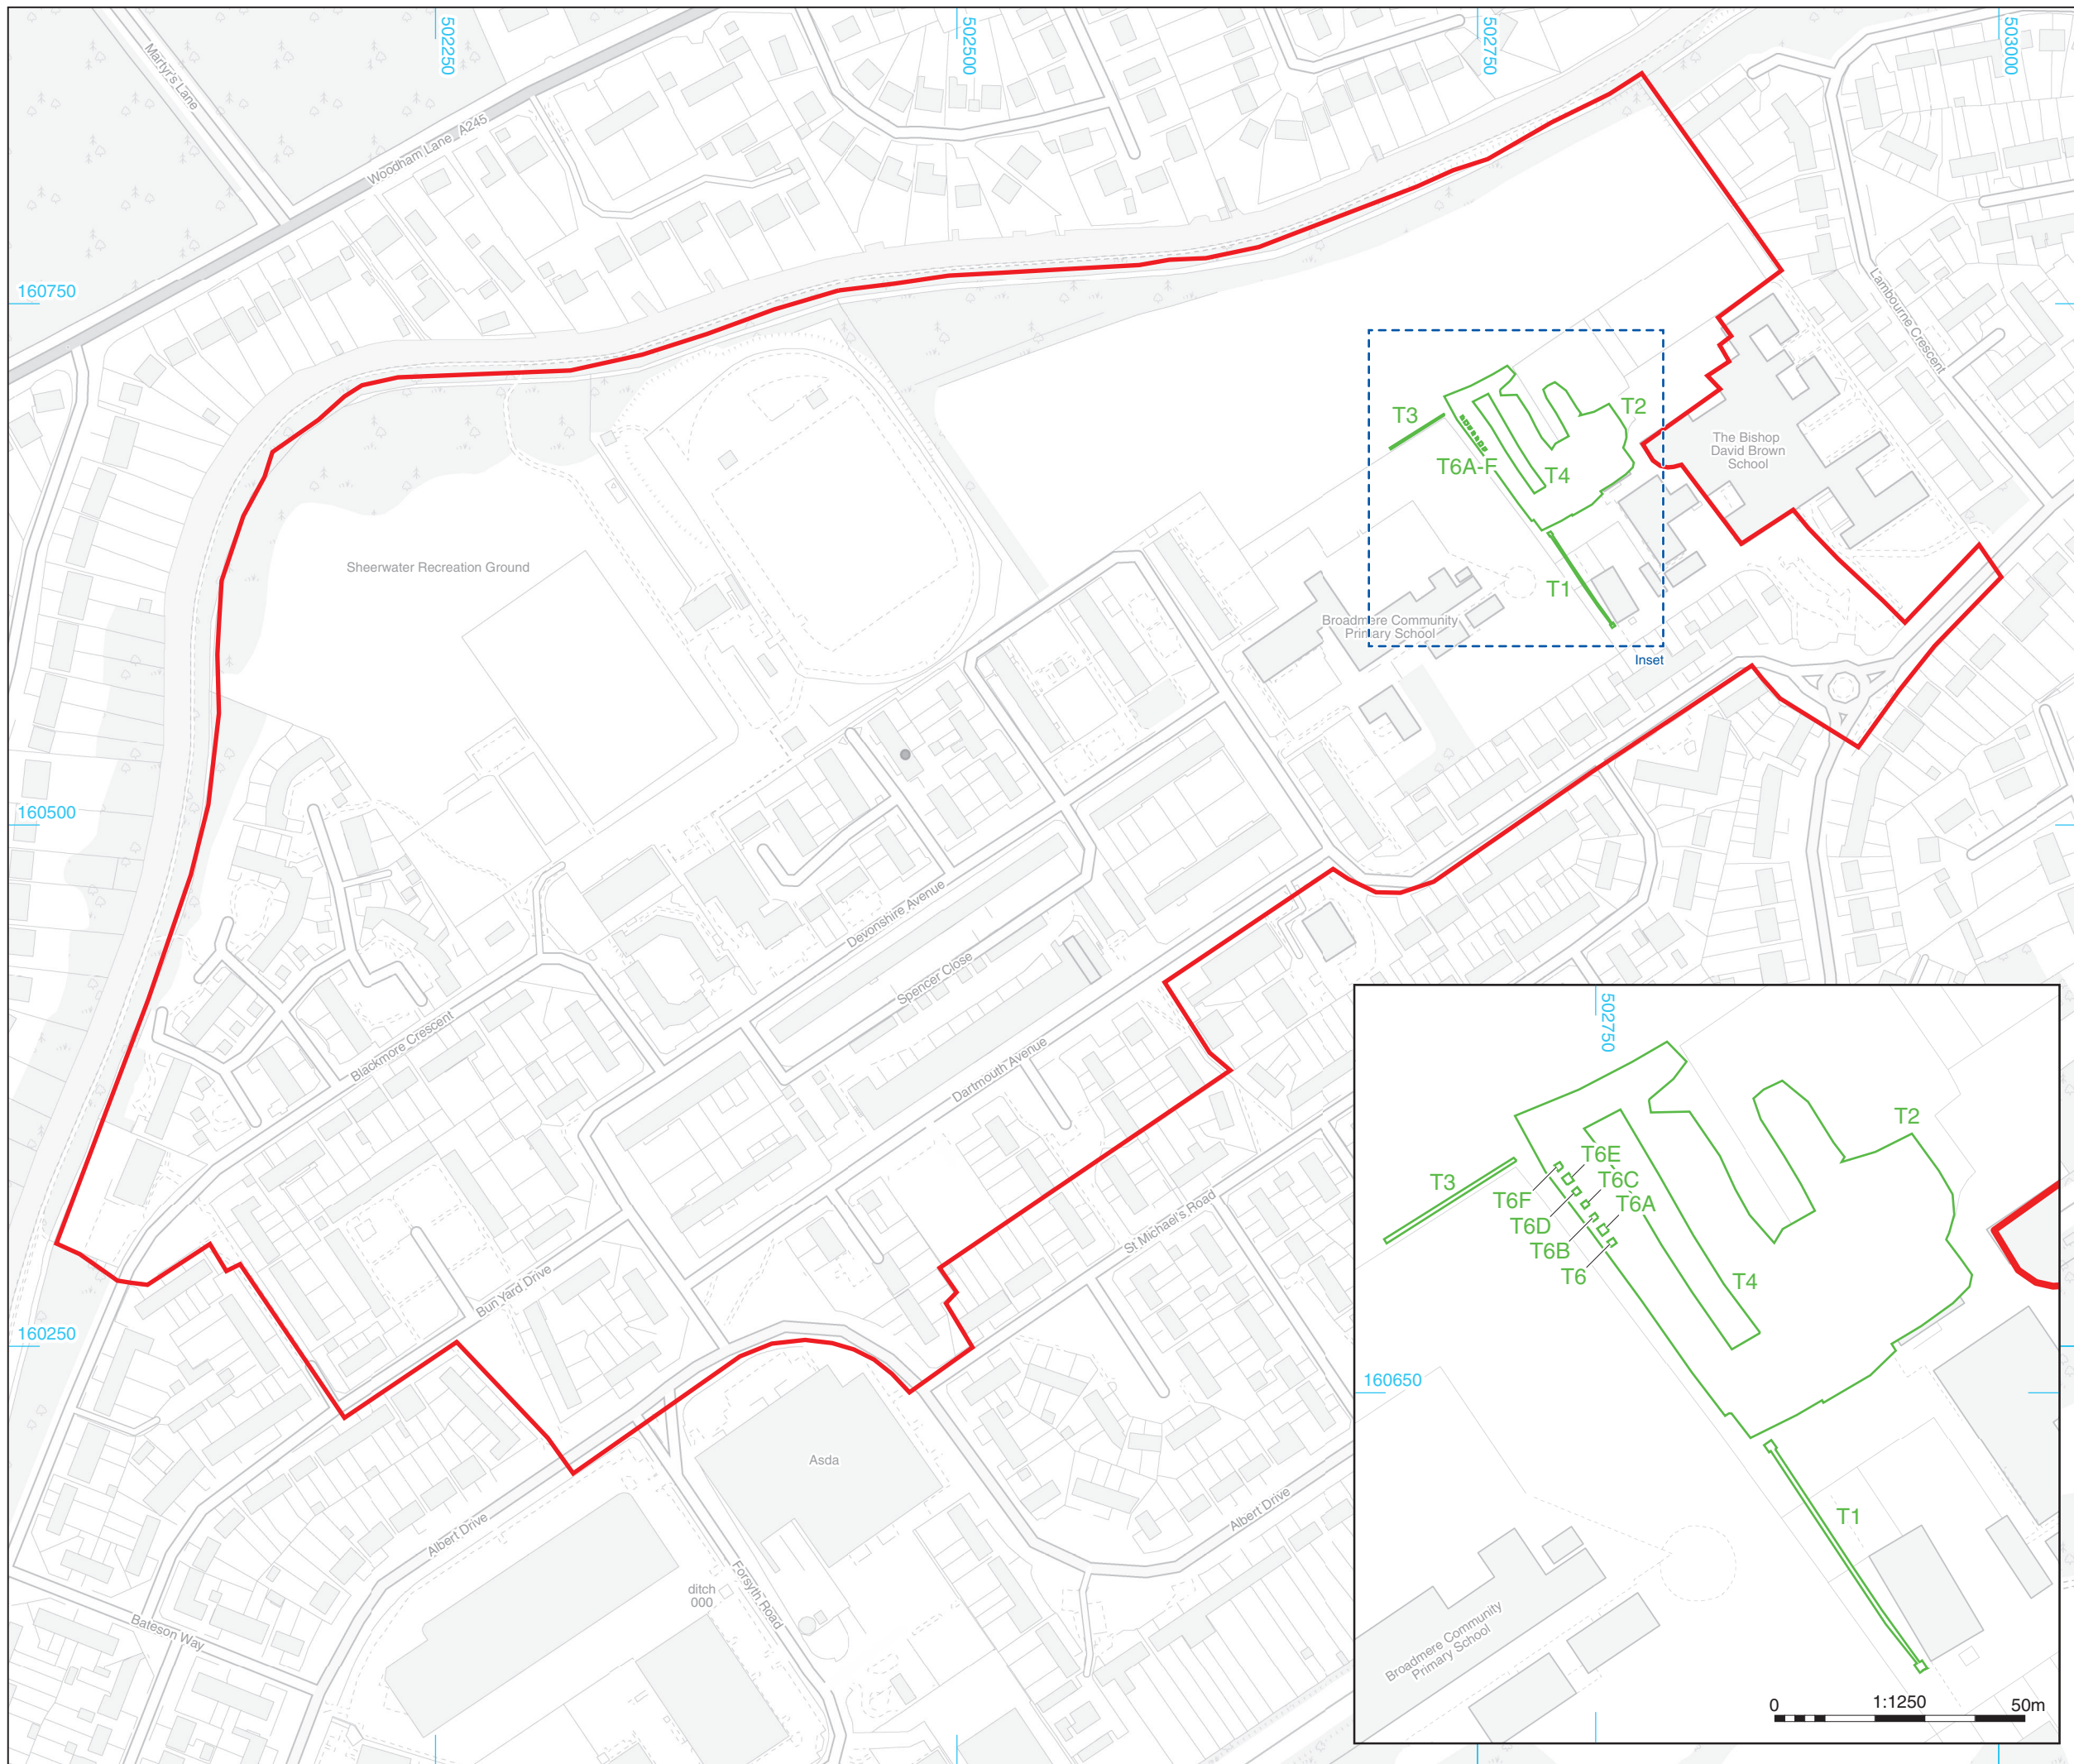 502250
502500
502750
503000
Martyr's Lane
Woodham Lane A245
160750
Lambourne Crescent
T3
T2
T6A-F
T4
The Bishop
David Brown
School
Sheerwater Recreation Ground
T1
Broadmere Community
Primary School
Inset
160500
Devonshire Avenue
Spencer Close
Blackmore Crescent
Dartmouth Avenue
St Michael's Road
Bun Yard Drive
160250
Asda
Albert Drive
Albert Drive
Forsyth Road
ditch
000
Bateson Way
502750
T2
T6E
T3
T6C
T6F
T6A
T6D
T6B
T6
T4
160650
T1
Broadmere Community
Primary School
0
1:1250
50m